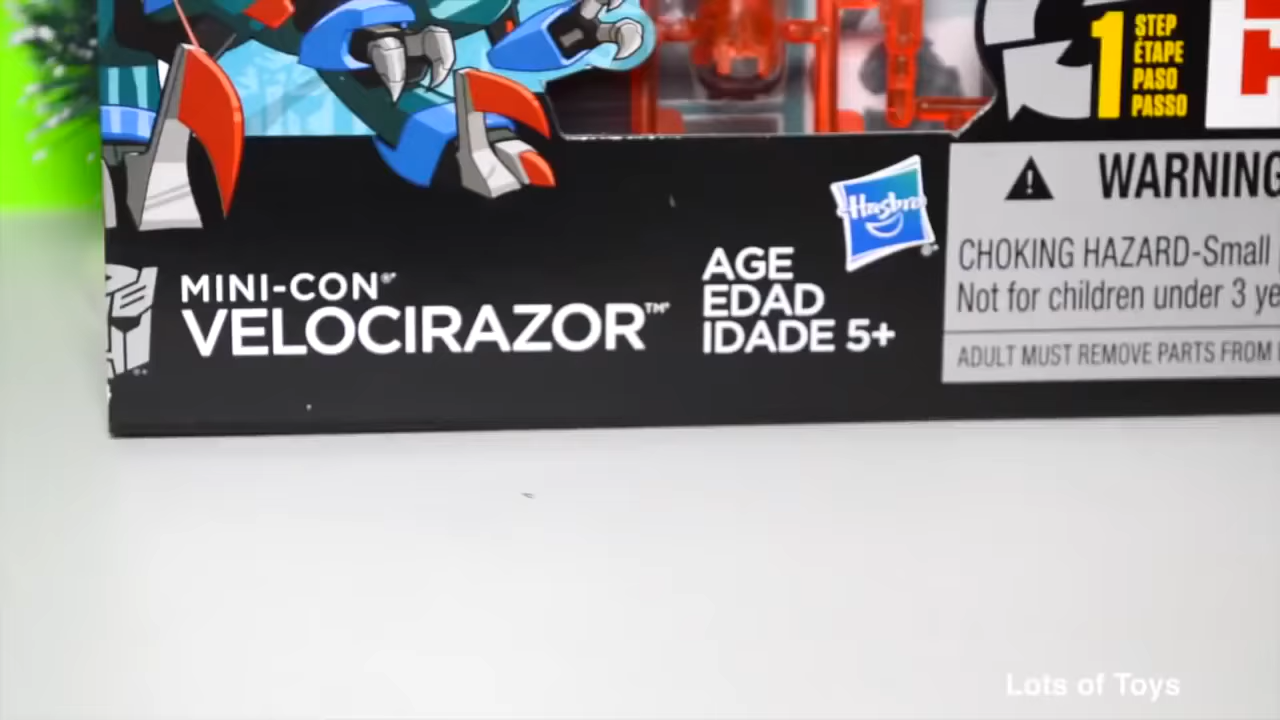 1 STEP
ÉTAPE
PASO
PASSO
Hasbro
WARNING
CHOKING HAZARD-Small
Not for children under 3
ADULT MUST REMOVE PARTS FROM
MINI-CON®
VELOCIRAZOR™
AGE
EDAD
IDADE 5+
Lots of Toys